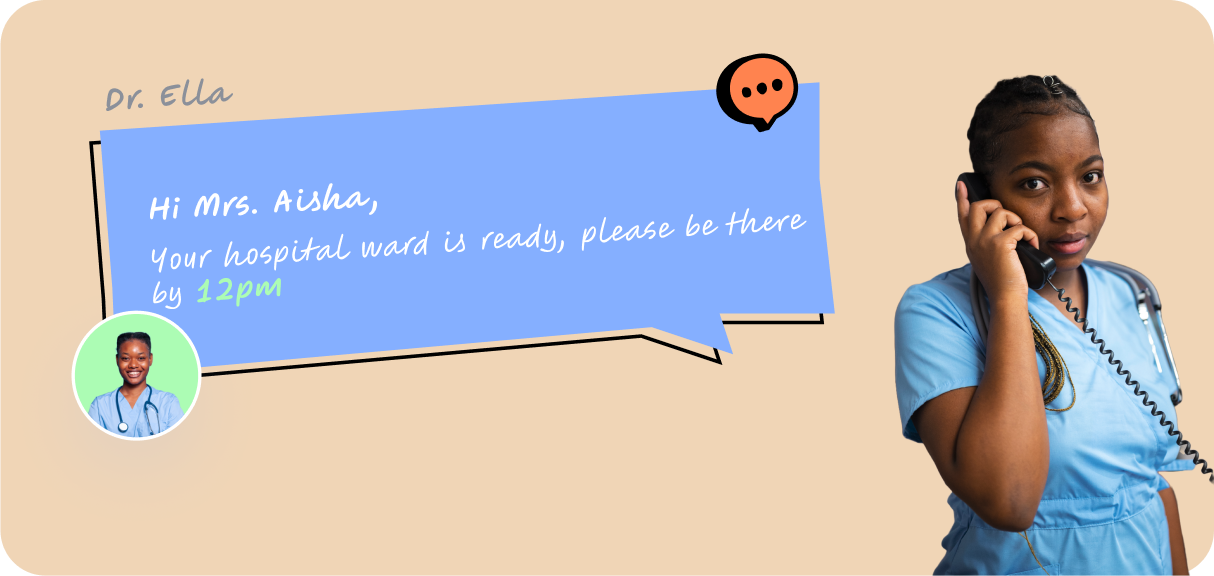 Dr. Ella
Hi Mrs. Aisha,
Your hospital ward is ready, please be there
by 12pm